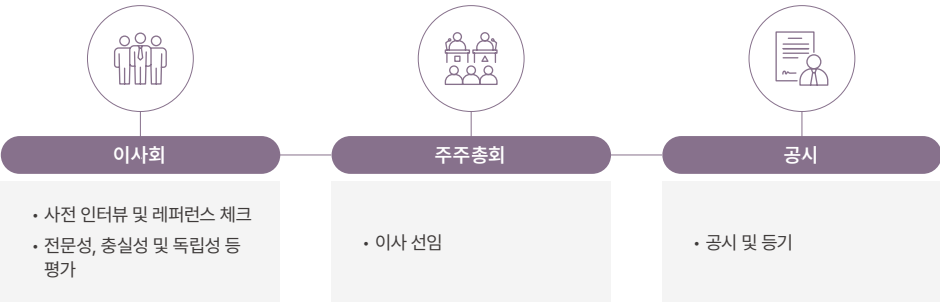 이사회
주주총회
공시
• 사전 인터뷰 및 레퍼런스 체크
• 전문성, 충실성 및 독립성 등
평가
• 이사 선임
• 공시 및 등기